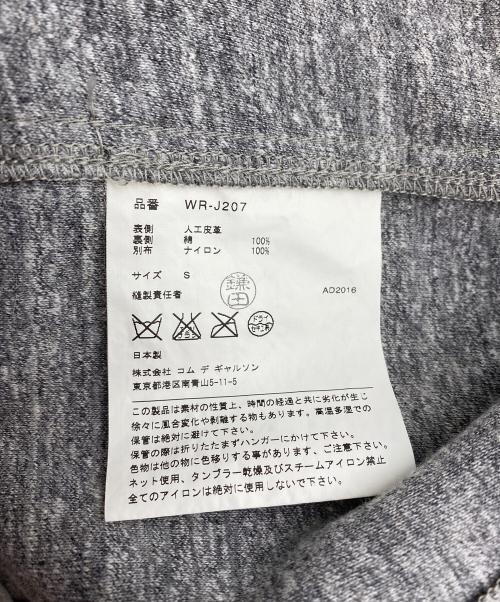 品番 WR-J207
表側 人工皮革
裏側 綿 100%
別布 ナイロン 100%
サイズ S
縫製責任者 鎌田 AD2016
ドライ セキユ系
日本製
株式会社 コム デ ギャルソン
東京都港区南青山5-11-5
この製品は素材の性質上、時間の経過と共に劣化が生じ
徐々に風合変化や剥離する物もあります。高温多湿での
保管は絶対に避けて下さい。
保管の際は折りたたまずハンガーにかけて下さい。
色物は他の物に色移りする事があります、ご注意下さい。
ネット使用、タンブラー乾燥及びスチームアイロン禁止
全てのアイロンは絶対に使用しないで下さい。